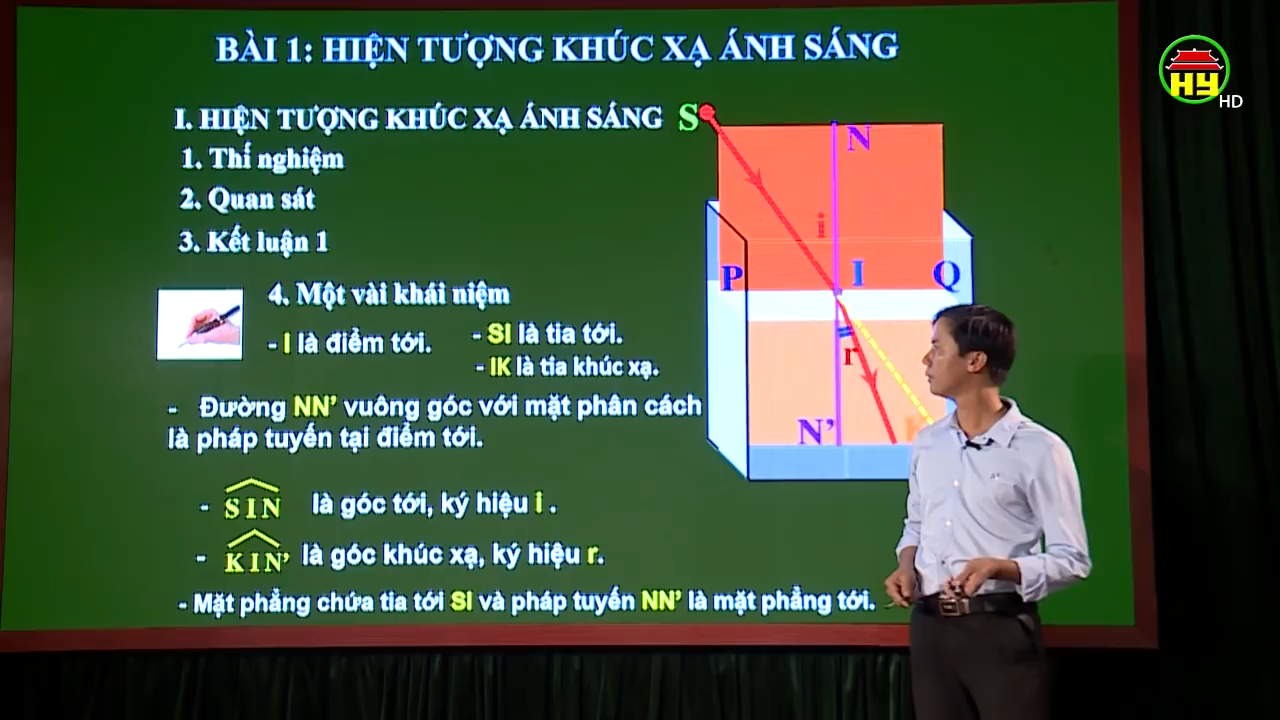 BÀI 1: HIỆN TƯỢNG KHÚC XẠ ÁNH SÁNG
HY
HD
I. HIỆN TƯỢNG KHÚC XẠ ÁNH SÁNG
S
N
1. Thí nghiệm
2. Quan sát
i
3. Kết luận 1
P
I
Q
4. Một vài khái niệm
- I là điểm tới.
- SI là tia tới.
r
- IK là tia khúc xạ.
- Đường NN’ vuông góc với mặt phân cách
là pháp tuyến tại điểm tới.
N’
K
- SIN là góc tới, ký hiệu i .
- KIN’ là góc khúc xạ, ký hiệu r.
- Mặt phẳng chứa tia tới SI và pháp tuyến NN’ là mặt phẳng tới.